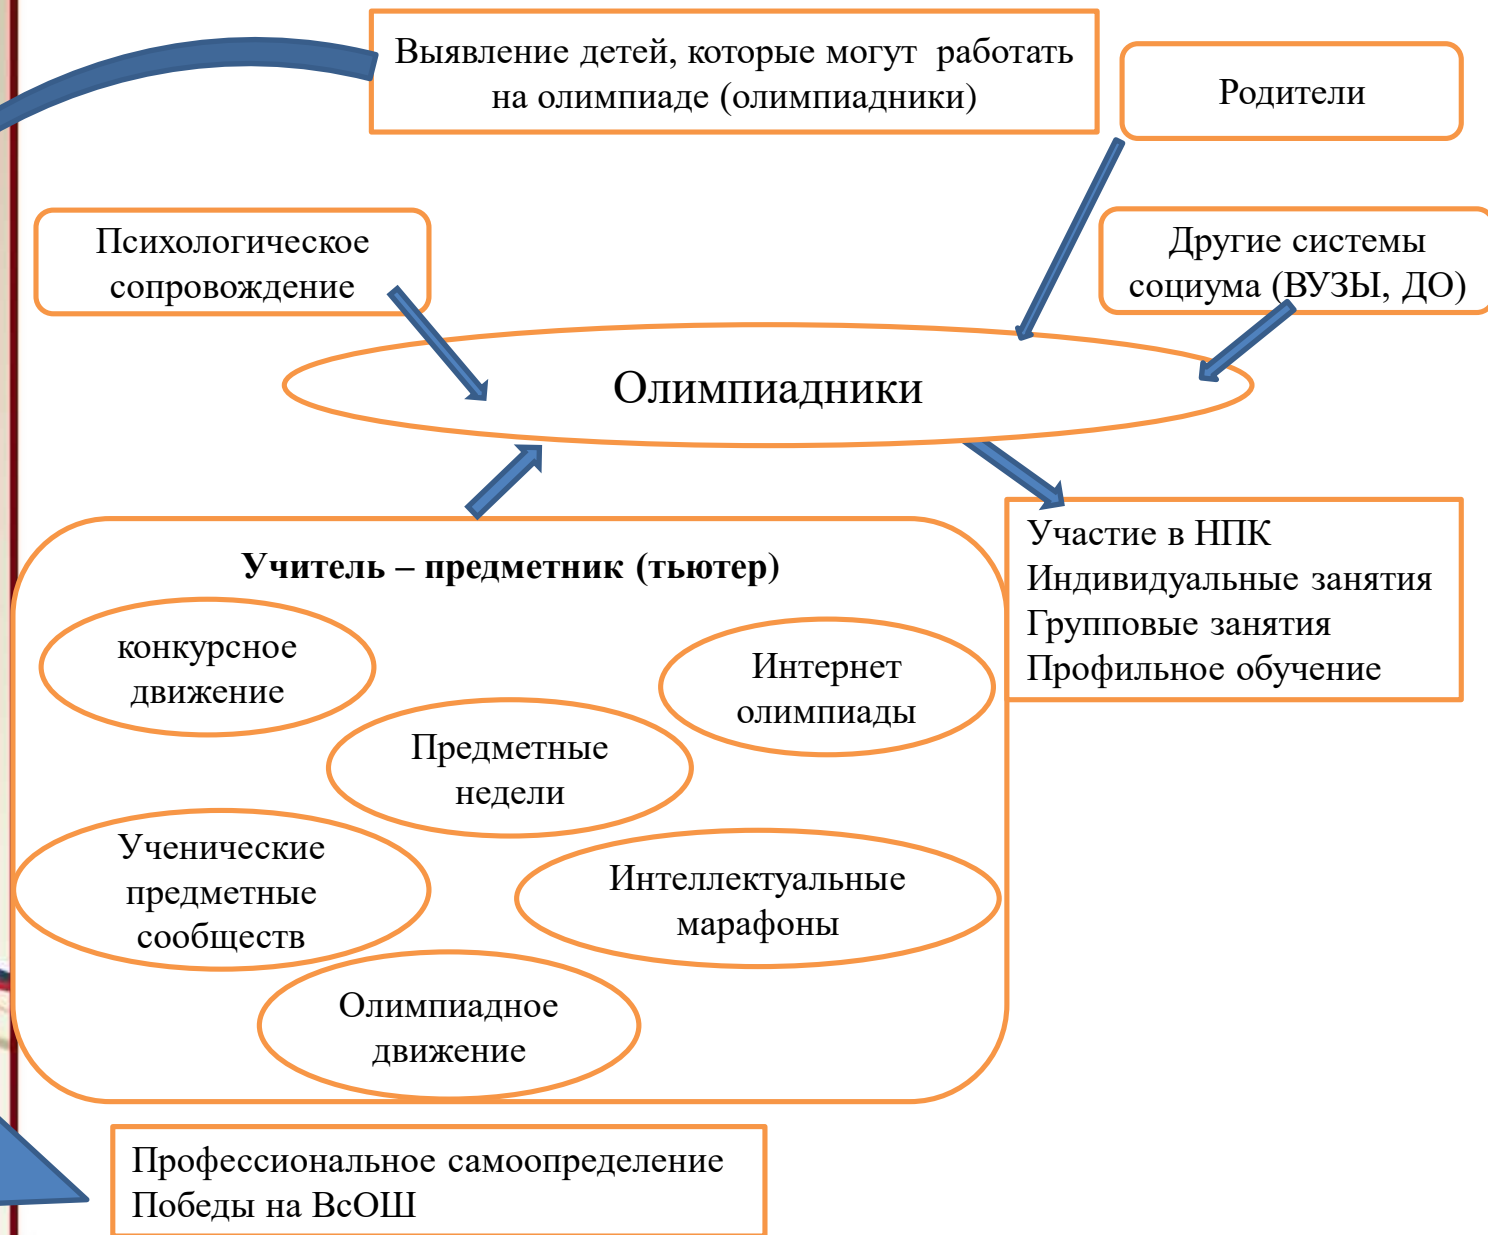 Выявление детей, которые могут работать
на олимпиаде (олимпиадники)
Родители
Психологическое
сопровождение
Другие системы
социума (ВУЗЫ, ДО)
Олимпиадники
Участие в НПК
Индивидуальные занятия
Групповые занятия
Профильное обучение
Учитель – предметник (тьютер)
конкурсное
движение
Интернет
олимпиады
Предметные
недели
Ученические
предметные
сообществ
Интеллектуальные
марафоны
Олимпиадное
движение
Профессиональное самоопределение
Победы на ВсОШ